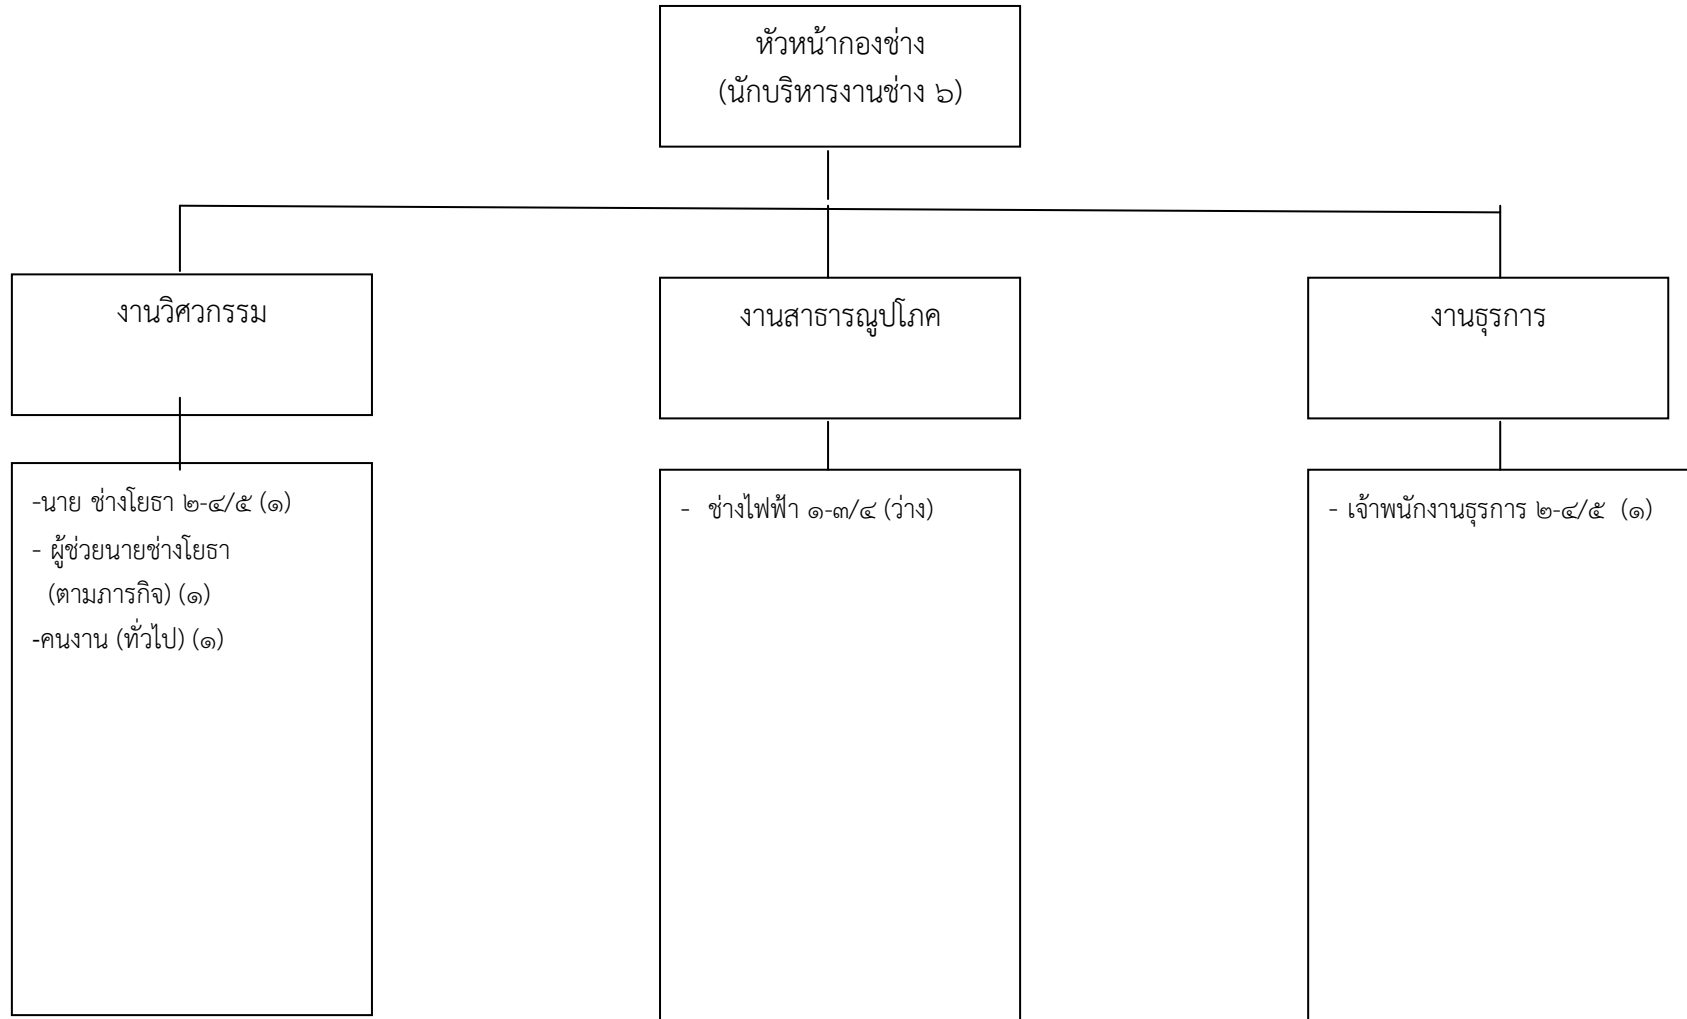 หัวหน้ากองช่าง
(นักบริหารงานช่าง ๖)
งานวิศวกรรม
งานสาธารณูปโภค
งานธุรการ
-นาย ช่างโยธา ๒-๔/๕ (๑)
- ผู้ช่วยนายช่างโยธา
(ตามภารกิจ) (๑)
-คนงาน (ทั่วไป) (๑)
- ช่างไฟฟ้า ๑-๓/๔ (ว่าง)
- เจ้าพนักงานธุรการ ๒-๔/๕ (๑)